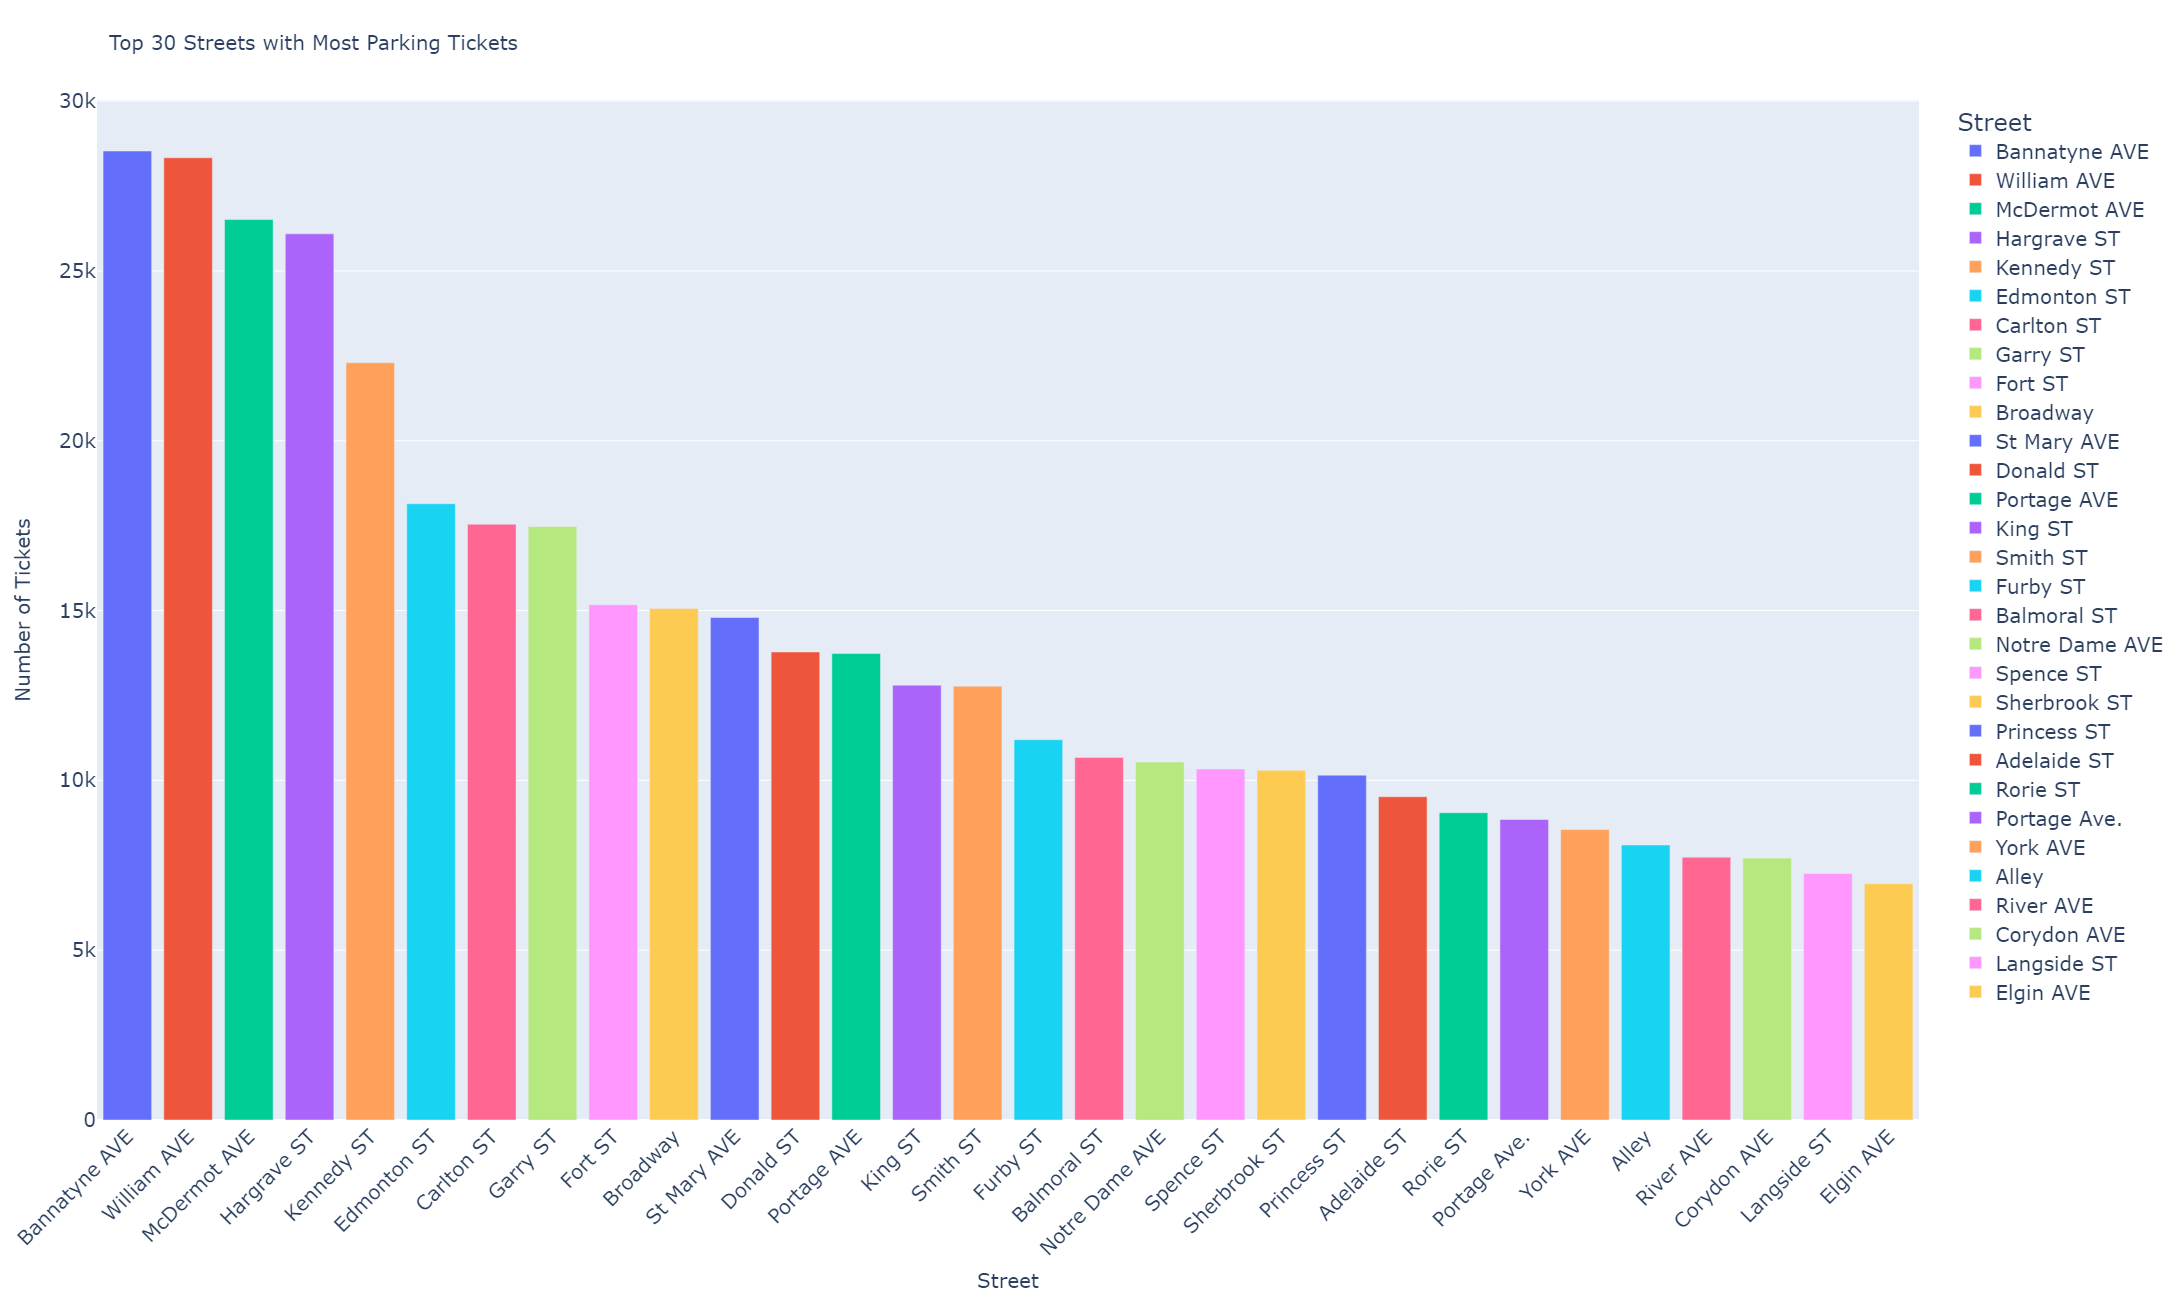 Top 30 Streets with Most Parking Tickets
30k
25k
20k
15k
10k
5k
0
Number of Tickets
Bannatyne AVE
William AVE
McDermot AVE
Hargrave ST
Kennedy ST
Edmonton ST
Carlton ST
Garry ST
Fort ST
Broadway
St Mary AVE
Donald ST
Portage AVE
King ST
Smith ST
Furby ST
Balmoral ST
Notre Dame AVE
Spence ST
Sherbrook ST
Princess ST
Adelaide ST
Rorie ST
Portage Ave.
York AVE
Alley
River AVE
Corydon AVE
Langside ST
Elgin AVE
Street
Street
Bannatyne AVE
William AVE
McDermot AVE
Hargrave ST
Kennedy ST
Edmonton ST
Carlton ST
Garry ST
Fort ST
Broadway
St Mary AVE
Donald ST
Portage AVE
King ST
Smith ST
Furby ST
Balmoral ST
Notre Dame AVE
Spence ST
Sherbrook ST
Princess ST
Adelaide ST
Rorie ST
Portage Ave.
York AVE
Alley
River AVE
Corydon AVE
Langside ST
Elgin AVE